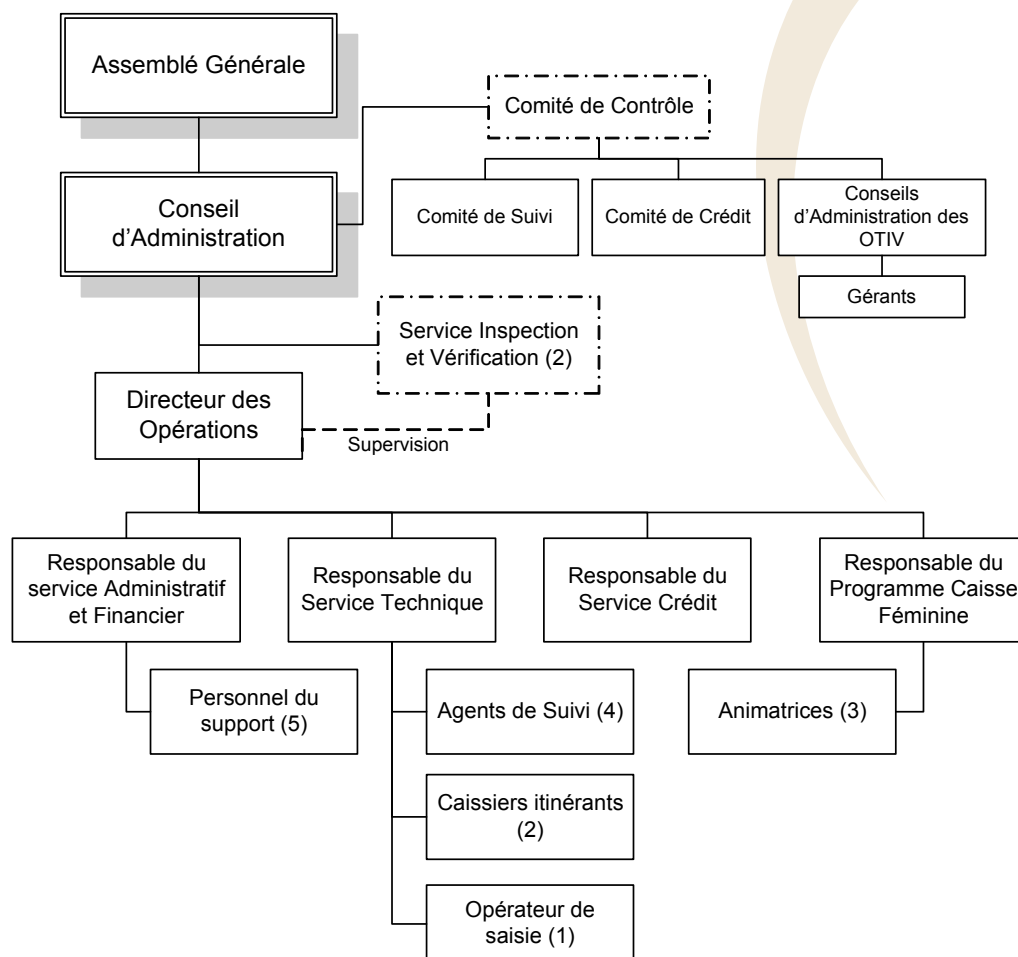 Assemblé Générale
Comité de Contrôle
Conseil
d'Administration
Comité de Suivi
Comité de Crédit
Conseils
d'Administration des
OTIV
Gérants
Service Inspection
et Vérification (2)
Directeur des
Opérations
Supervision
Responsable du
service Administratif
et Financier
Responsable du
Service Technique
Responsable du
Service Crédit
Responsable du
Programme Caisse
Féminine
Personnel du
support (5)
Agents de Suivi (4)
Animatrices (3)
Caissiers itinérants
(2)
Opérateur de
saisie (1)